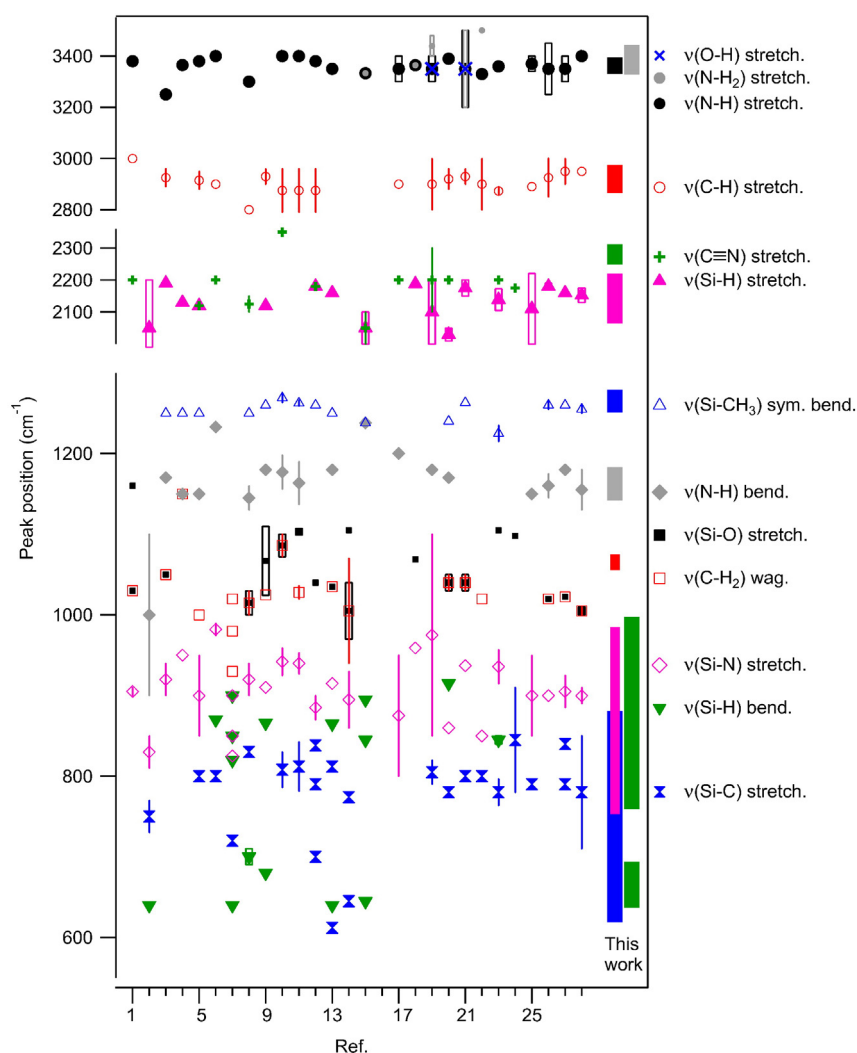 3400
3200
3000
2800
2300
2200
2100
1200
1000
800
600
Peak position (cm-1)
1
5
9
13
17
21
25
Ref.
This
work
ν(O-H) stretch.
ν(N-H2) stretch.
ν(N-H) stretch.
ν(C-H) stretch.
ν(C≡N) stretch.
ν(Si-H) stretch.
ν(Si-CH3) sym. bend.
ν(N-H) bend.
ν(Si-O) stretch.
ν(C-H2) wag.
ν(Si-N) stretch.
ν(Si-H) bend.
ν(Si-C) stretch.